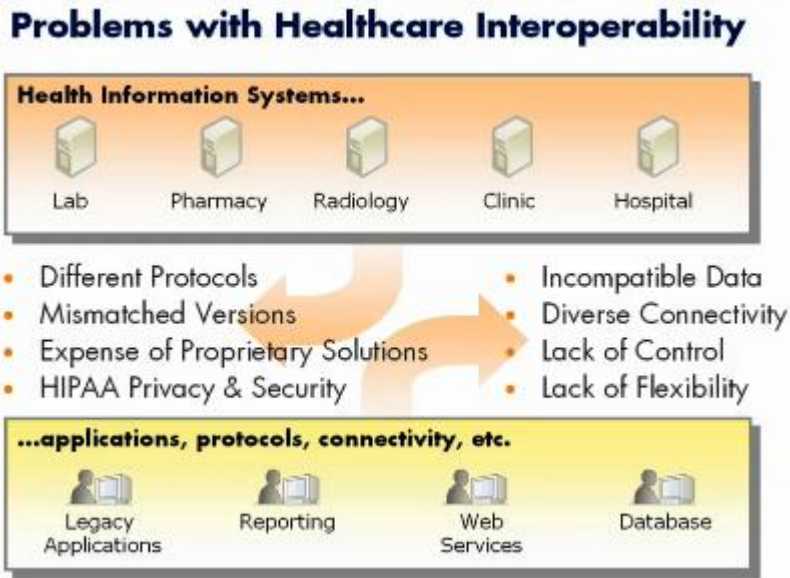 Problems with Healthcare Interoperability
Health Information Systems...
Lab
Pharmacy
Radiology
Clinic
Hospital
• Different Protocols
• Mismatched Versions
• Expense of Proprietary Solutions
• HIPAA Privacy & Security
• Incompatible Data
• Diverse Connectivity
• Lack of Control
• Lack of Flexibility
...applications, protocols, connectivity, etc.
Legacy
Applications
Reporting
Web
Services
Database